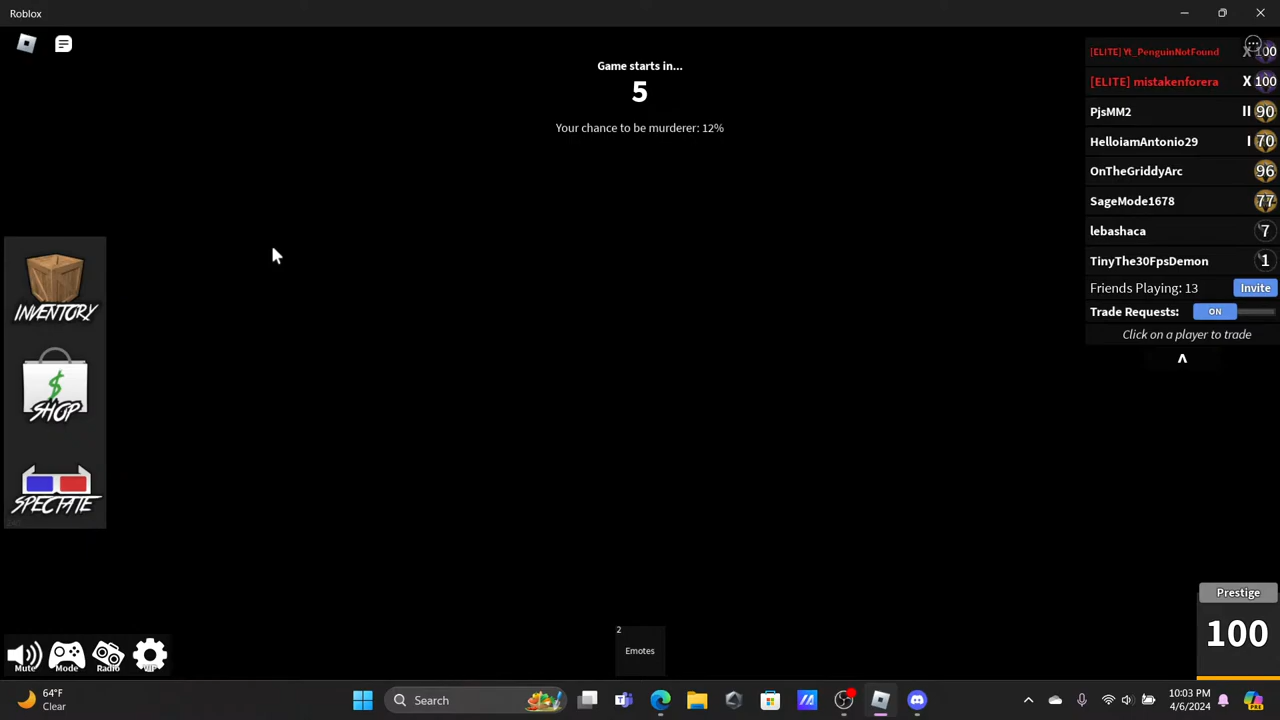 Roblox
Game starts in...
5
Your chance to be murderer: 12%
[ELITE] Yt_PenguinNotFound X 100
[ELITE] mistakenforera X 100
PjsMM2 II 90
HelloiamAntonio29 I 70
OnTheGriddyArc 96
SageMode1678 77
lebashaca 7
TinyThe30FpsDemon 1
Friends Playing: 13 Invite
Trade Requests: ON
Click on a player to trade
INVENTORY
$
SHOP
SPECTATE
Prestige
100
2
Emotes
Mute Mode Radio
64°F
Clear
Search
10:03 PM
4/6/2024